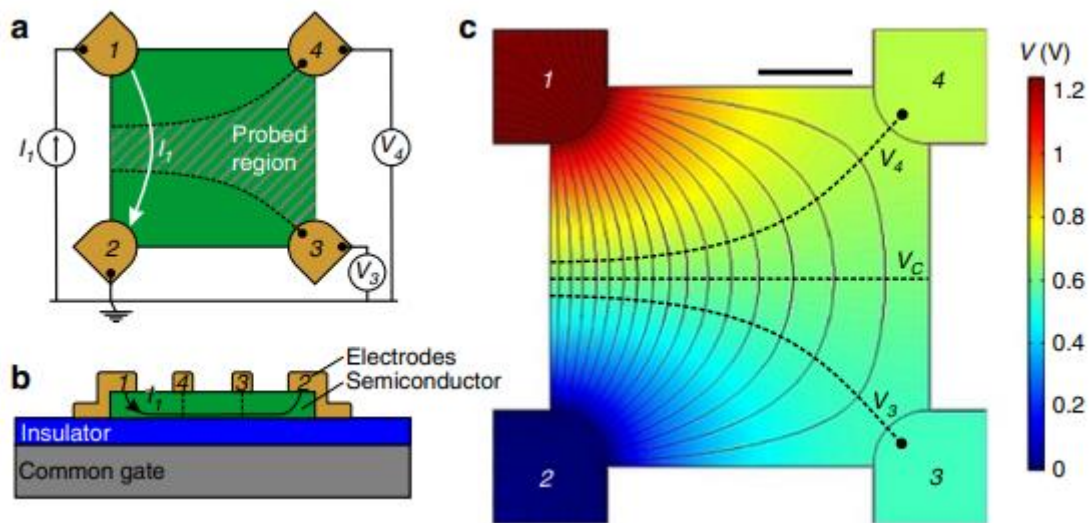 a
1
4
I₁
I₁
Probed
region
V₄
2
3
V₃
b
Electrodes
Semiconductor
1
4
3
2
I₁
Insulator
Common gate
c
V (V)
1
4
V₄
V_C
V₃
2
3
1.2
1
0.8
0.6
0.4
0.2
0